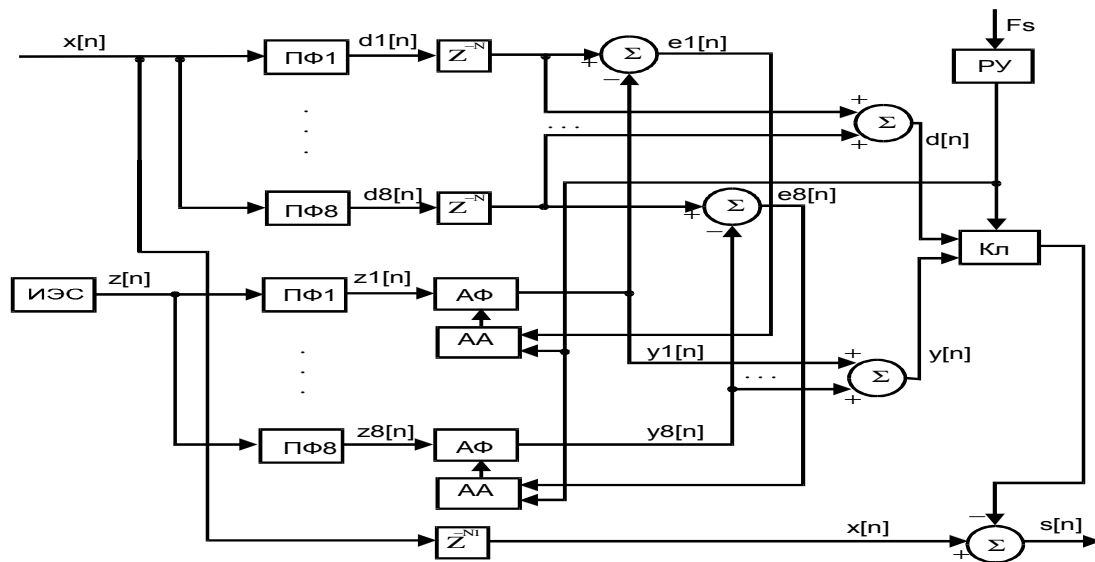 x[n]
ПФ1
d1[n]
Z^-N
+
Σ
−
e1[n]
Fs
РУ
. . .
. . .
+
+
Σ
d[n]
ПФ8
d8[n]
Z^-N
+
Σ
−
e8[n]
Кл
ИЭС
z[n]
ПФ1
z1[n]
АФ
АА
y1[n]
. . .
. . .
+
+
Σ
y[n]
ПФ8
z8[n]
АФ
y8[n]
АА
Z^-N1
x[n]
−
+
Σ
s[n]